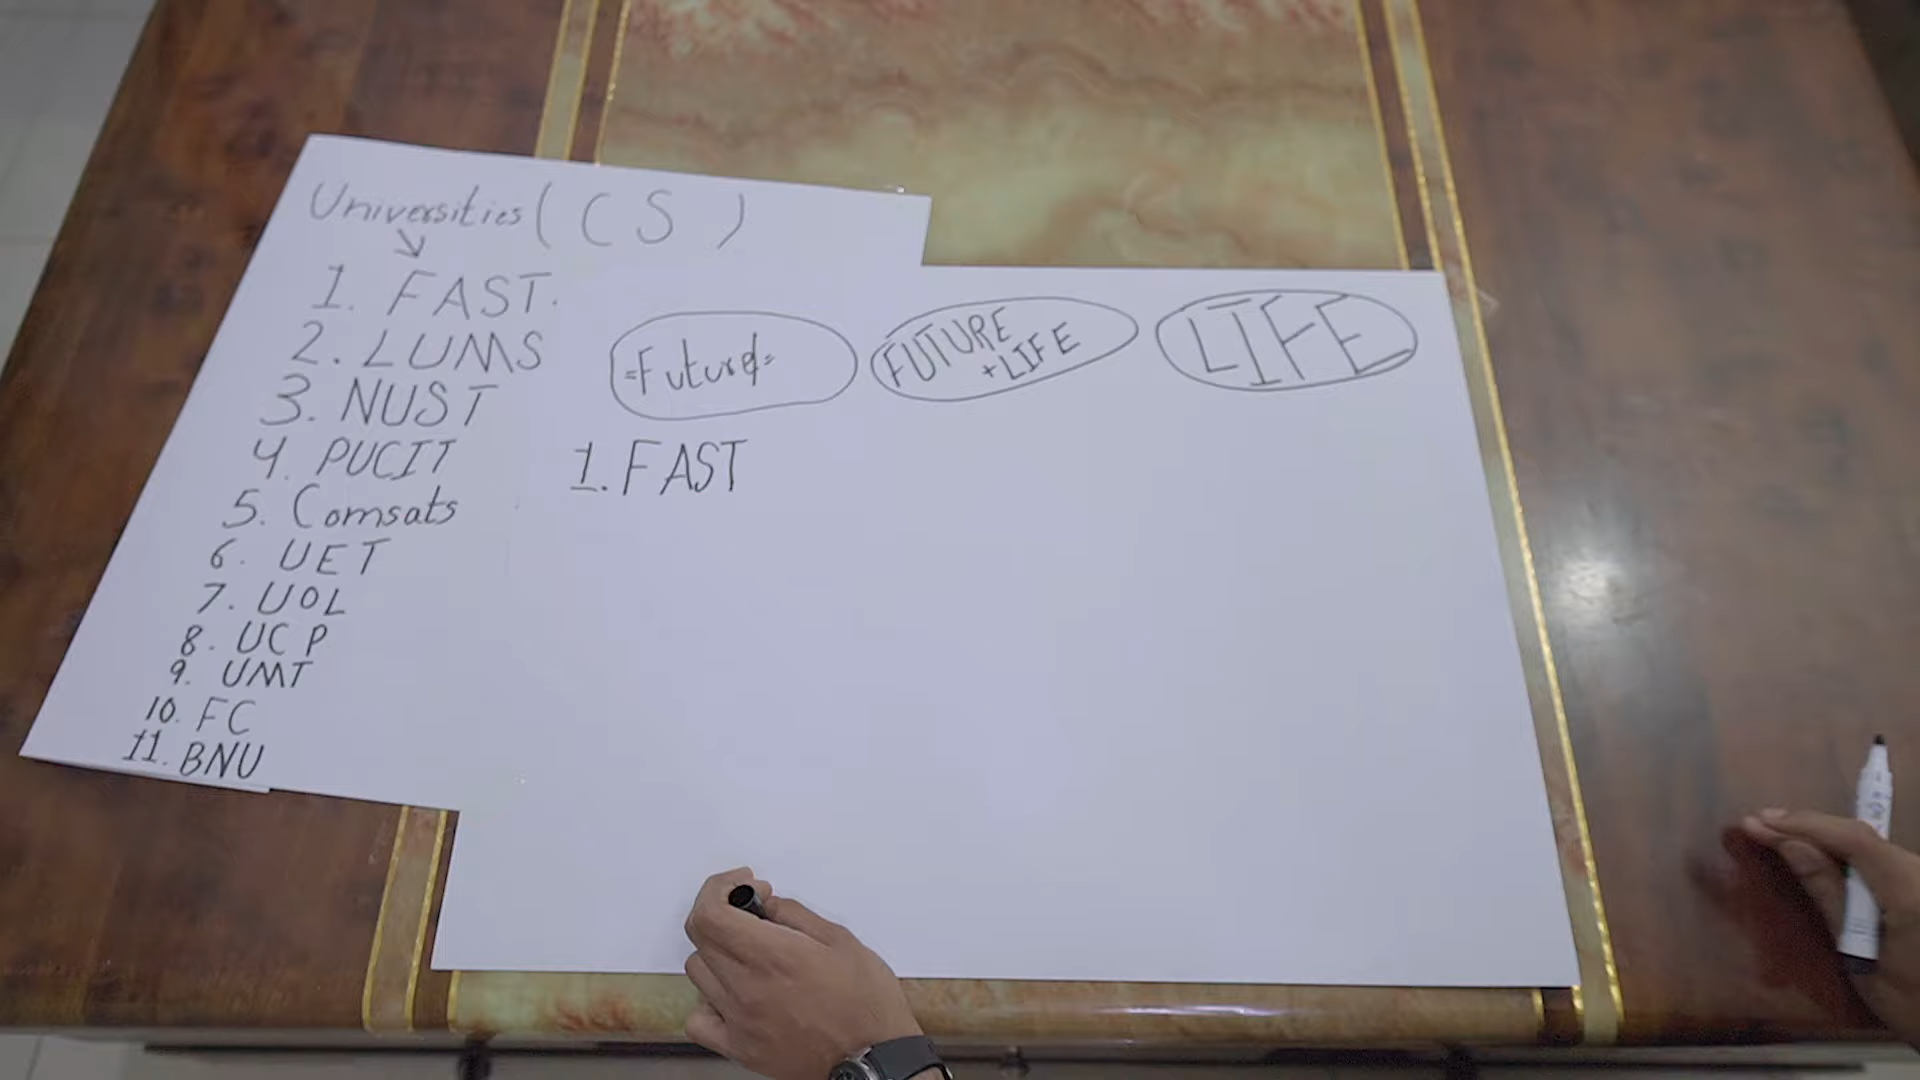 Universities (CS)
1. FAST.
2. LUMS
3. NUST
4. PUCIT
5. Comsats
6. UET
7. UOL
8. UCP
9. UMT
10. FC
11. BNU
=Future=
FUTURE
+LIFE
LIFE
1. FAST